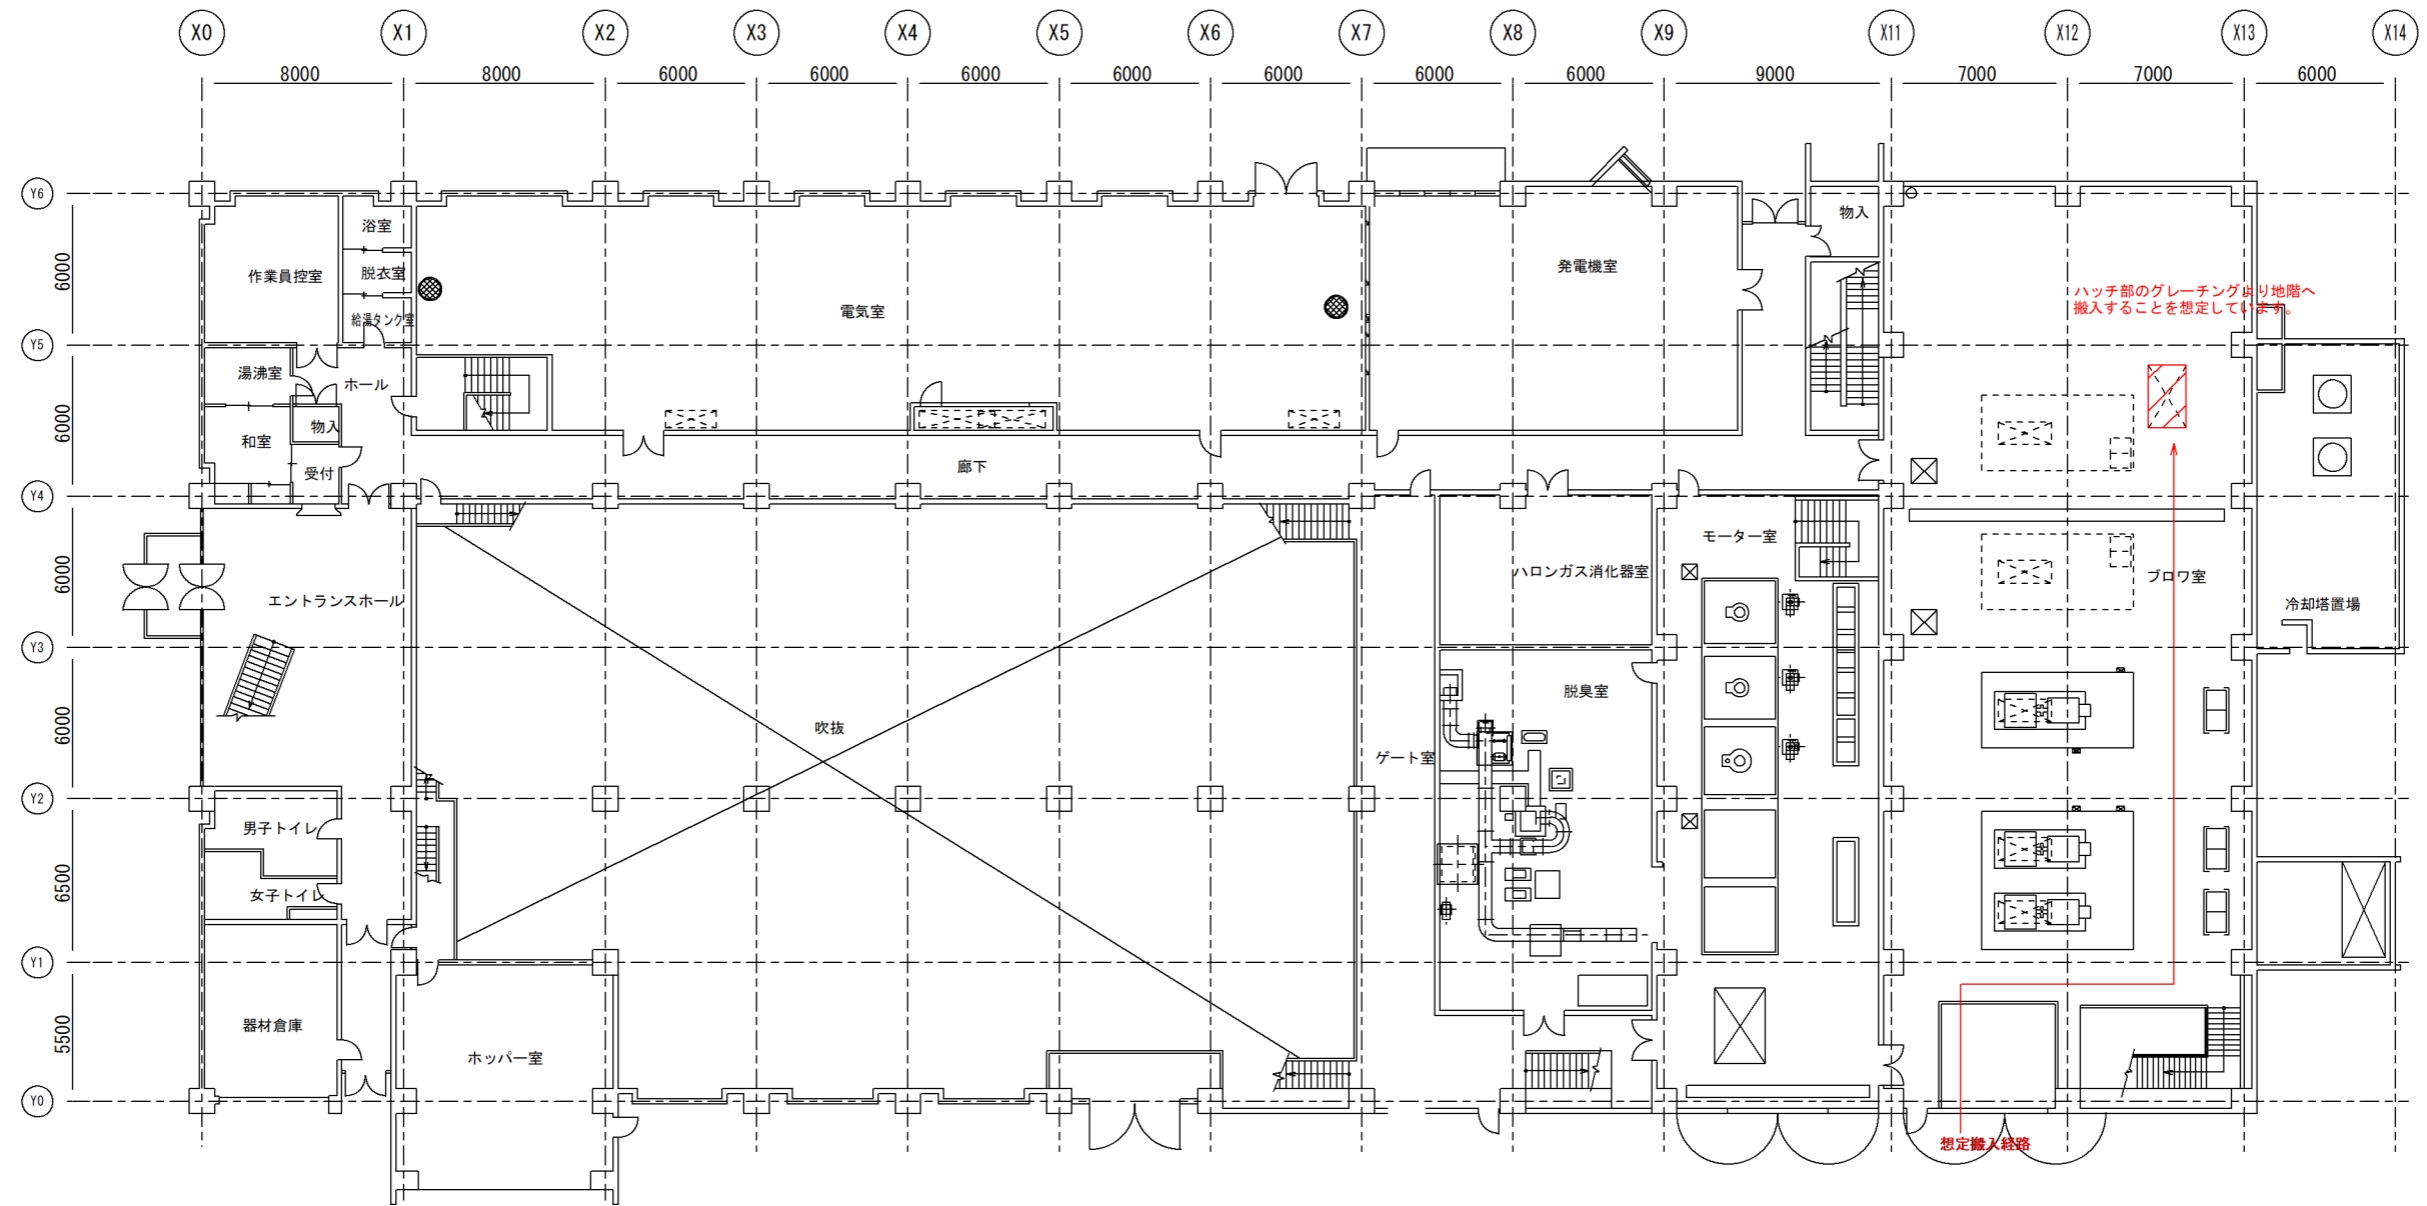 X0 X1 X2 X3 X4 X5 X6 X7 X8 X9 X11 X12 X13 X14
8000 8000 6000 6000 6000 6000 6000 6000 6000 9000 7000 7000 6000
Y6
Y5
Y4
Y3
Y2
Y1
Y0
6000
6000
6000
6000
6500
5500
浴室
作業員控室
脱衣室
給湯タンク室
電気室
発電機室
物入
ハッチ部のグレーチングより地階へ
搬入することを想定しています。
湯沸室
ホール
物入
和室
受付
廊下
エントランスホール
ハロンガス消化器室
モーター室
ブロワ室
冷却塔置場
吹抜
ゲート室
脱臭室
男子トイレ
女子トイレ
器材倉庫
ホッパー室
想定搬入経路